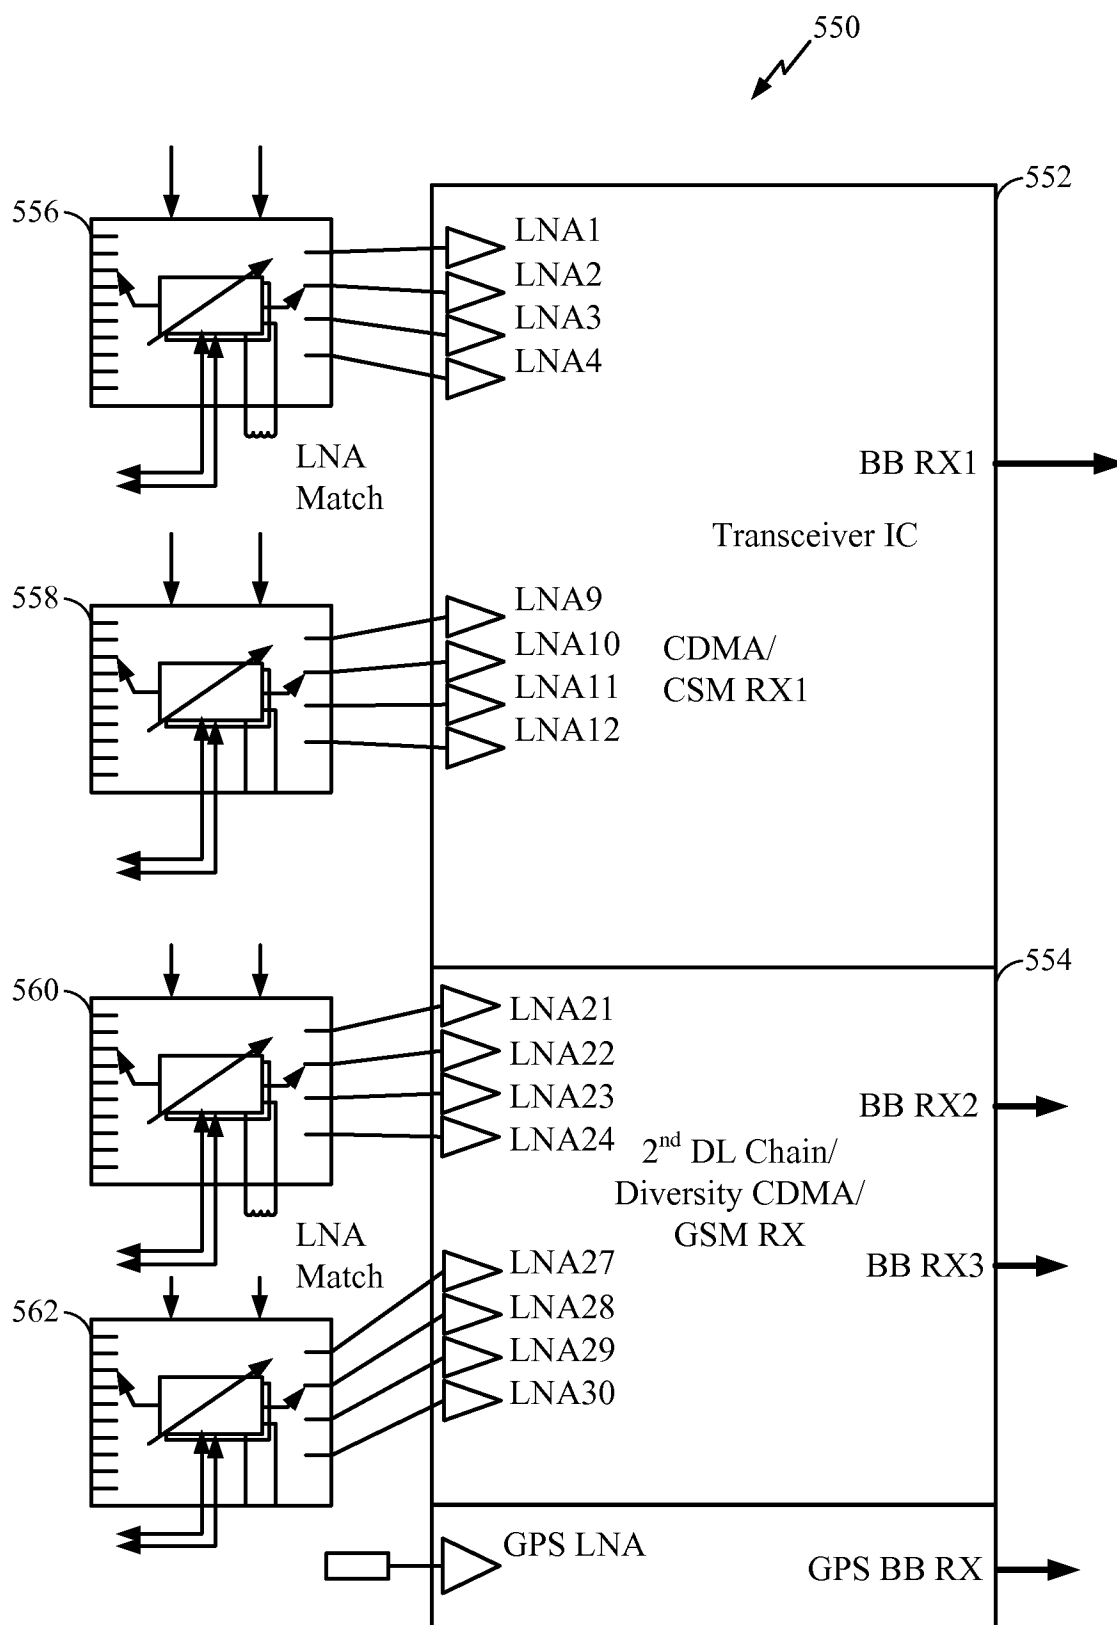 550
552
556
LNA1
LNA2
LNA3
LNA4
LNA
Match
BB RX1
Transceiver IC
558
LNA9
LNA10
LNA11
LNA12
CDMA/
CSM RX1
554
560
LNA21
LNA22
LNA23
LNA24
BB RX2
2nd DL Chain/
Diversity CDMA/
GSM RX
LNA
Match
BB RX3
562
LNA27
LNA28
LNA29
LNA30
GPS LNA
GPS BB RX